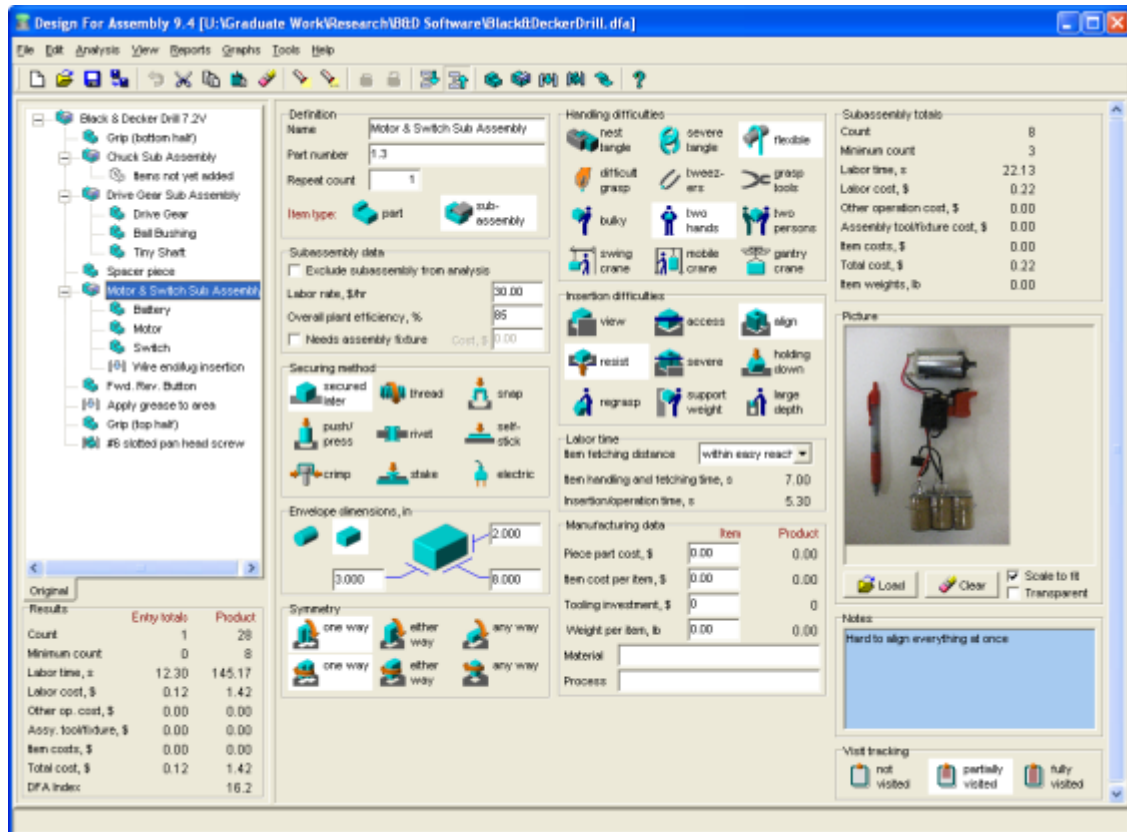 Design For Assembly 9.4 [U:\Graduate Work\Research\B&D Software\Black&DeckerDrill.dfa]
File Edit Analysis View Reports Graphs Tools Help
Black & Decker Drill 7.2V
Grip (bottom half)
Chuck Sub Assembly
Items not yet added
Drive Gear Sub Assembly
Drive Gear
Ball Bushing
Tiny Shaft
Spacer piece
Motor & Switch Sub Assembly
Battery
Motor
Switch
Wire end/lug insertion
Fwd. Rev. Button
Apply grease to area
Grip (top half)
#6 slotted pan head screw
Original
Results
Entry totals Product
Count 1 28
Minimum count 0 8
Labor time, s 12.30 145.17
Labor cost, $ 0.12 1.42
Other op. cost, $ 0.00 0.00
Assy. tool/fixture, $ 0.00 0.00
Item costs, $ 0.00 0.00
Total cost, $ 0.12 1.42
DFA Index 16.2
Definition
Name Motor & Switch Sub Assembly
Part number 1.3
Repeat count 1
Item type: part sub-
assembly
Subassembly data
Exclude subassembly from analysis
Labor rate, $/hr 30.00
Overall plant efficiency, % 85
Needs assembly fixture Cost, $ 0.00
Securing method
secured later thread snap
push/ press rivet self- stick
crimp stake electric
Envelope dimensions, in
2.000
3.000 8.000
Symmetry
one way either way any way
one way either way any way
Handling difficulties
nest tangle severe tangle flexible
difficult grasp tweez- ers grasp tools
bulky two hands two persons
swing crane mobile crane gantry crane
Insertion difficulties
view access align
resist severe holding down
regrasp support weight large depth
Labor time
Item fetching distance within easy reach
Item handling and fetching time, s 7.00
Insertion/operation time, s 5.30
Manufacturing data
Item Product
Piece part cost, $ 0.00 0.00
Item cost per item, $ 0.00 0.00
Tooling investment, $ 0 0
Weight per item, lb 0.00 0.00
Material
Process
Subassembly totals
Count 8
Minimum count 3
Labor time, s 22.13
Labor cost, $ 0.22
Other operation cost, $ 0.00
Assembly tool/fixture cost, $ 0.00
Item costs, $ 0.00
Total cost, $ 0.22
Item weights, lb 0.00
Picture
Load Clear Scale to fit
Transparent
Notes
Hard to align everything at once
Visit tracking
not visited partially visited fully visited